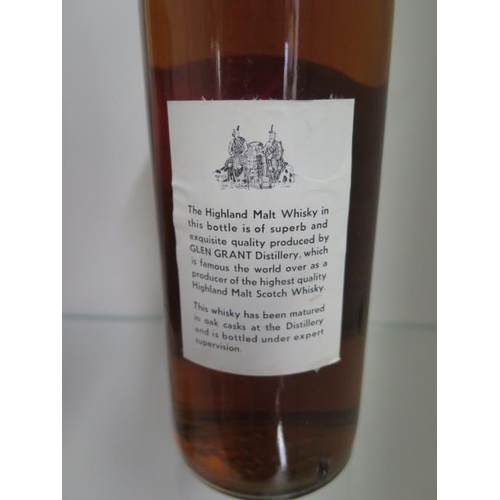 The Highland Malt Whisky in
this bottle is of superb and
exquisite quality produced by
GLEN GRANT Distillery, which
is famous the world over as a
producer of the highest quality
Highland Malt Scotch Whisky.
This whisky has been matured
in oak casks at the Distillery
and is bottled under expert
supervision.